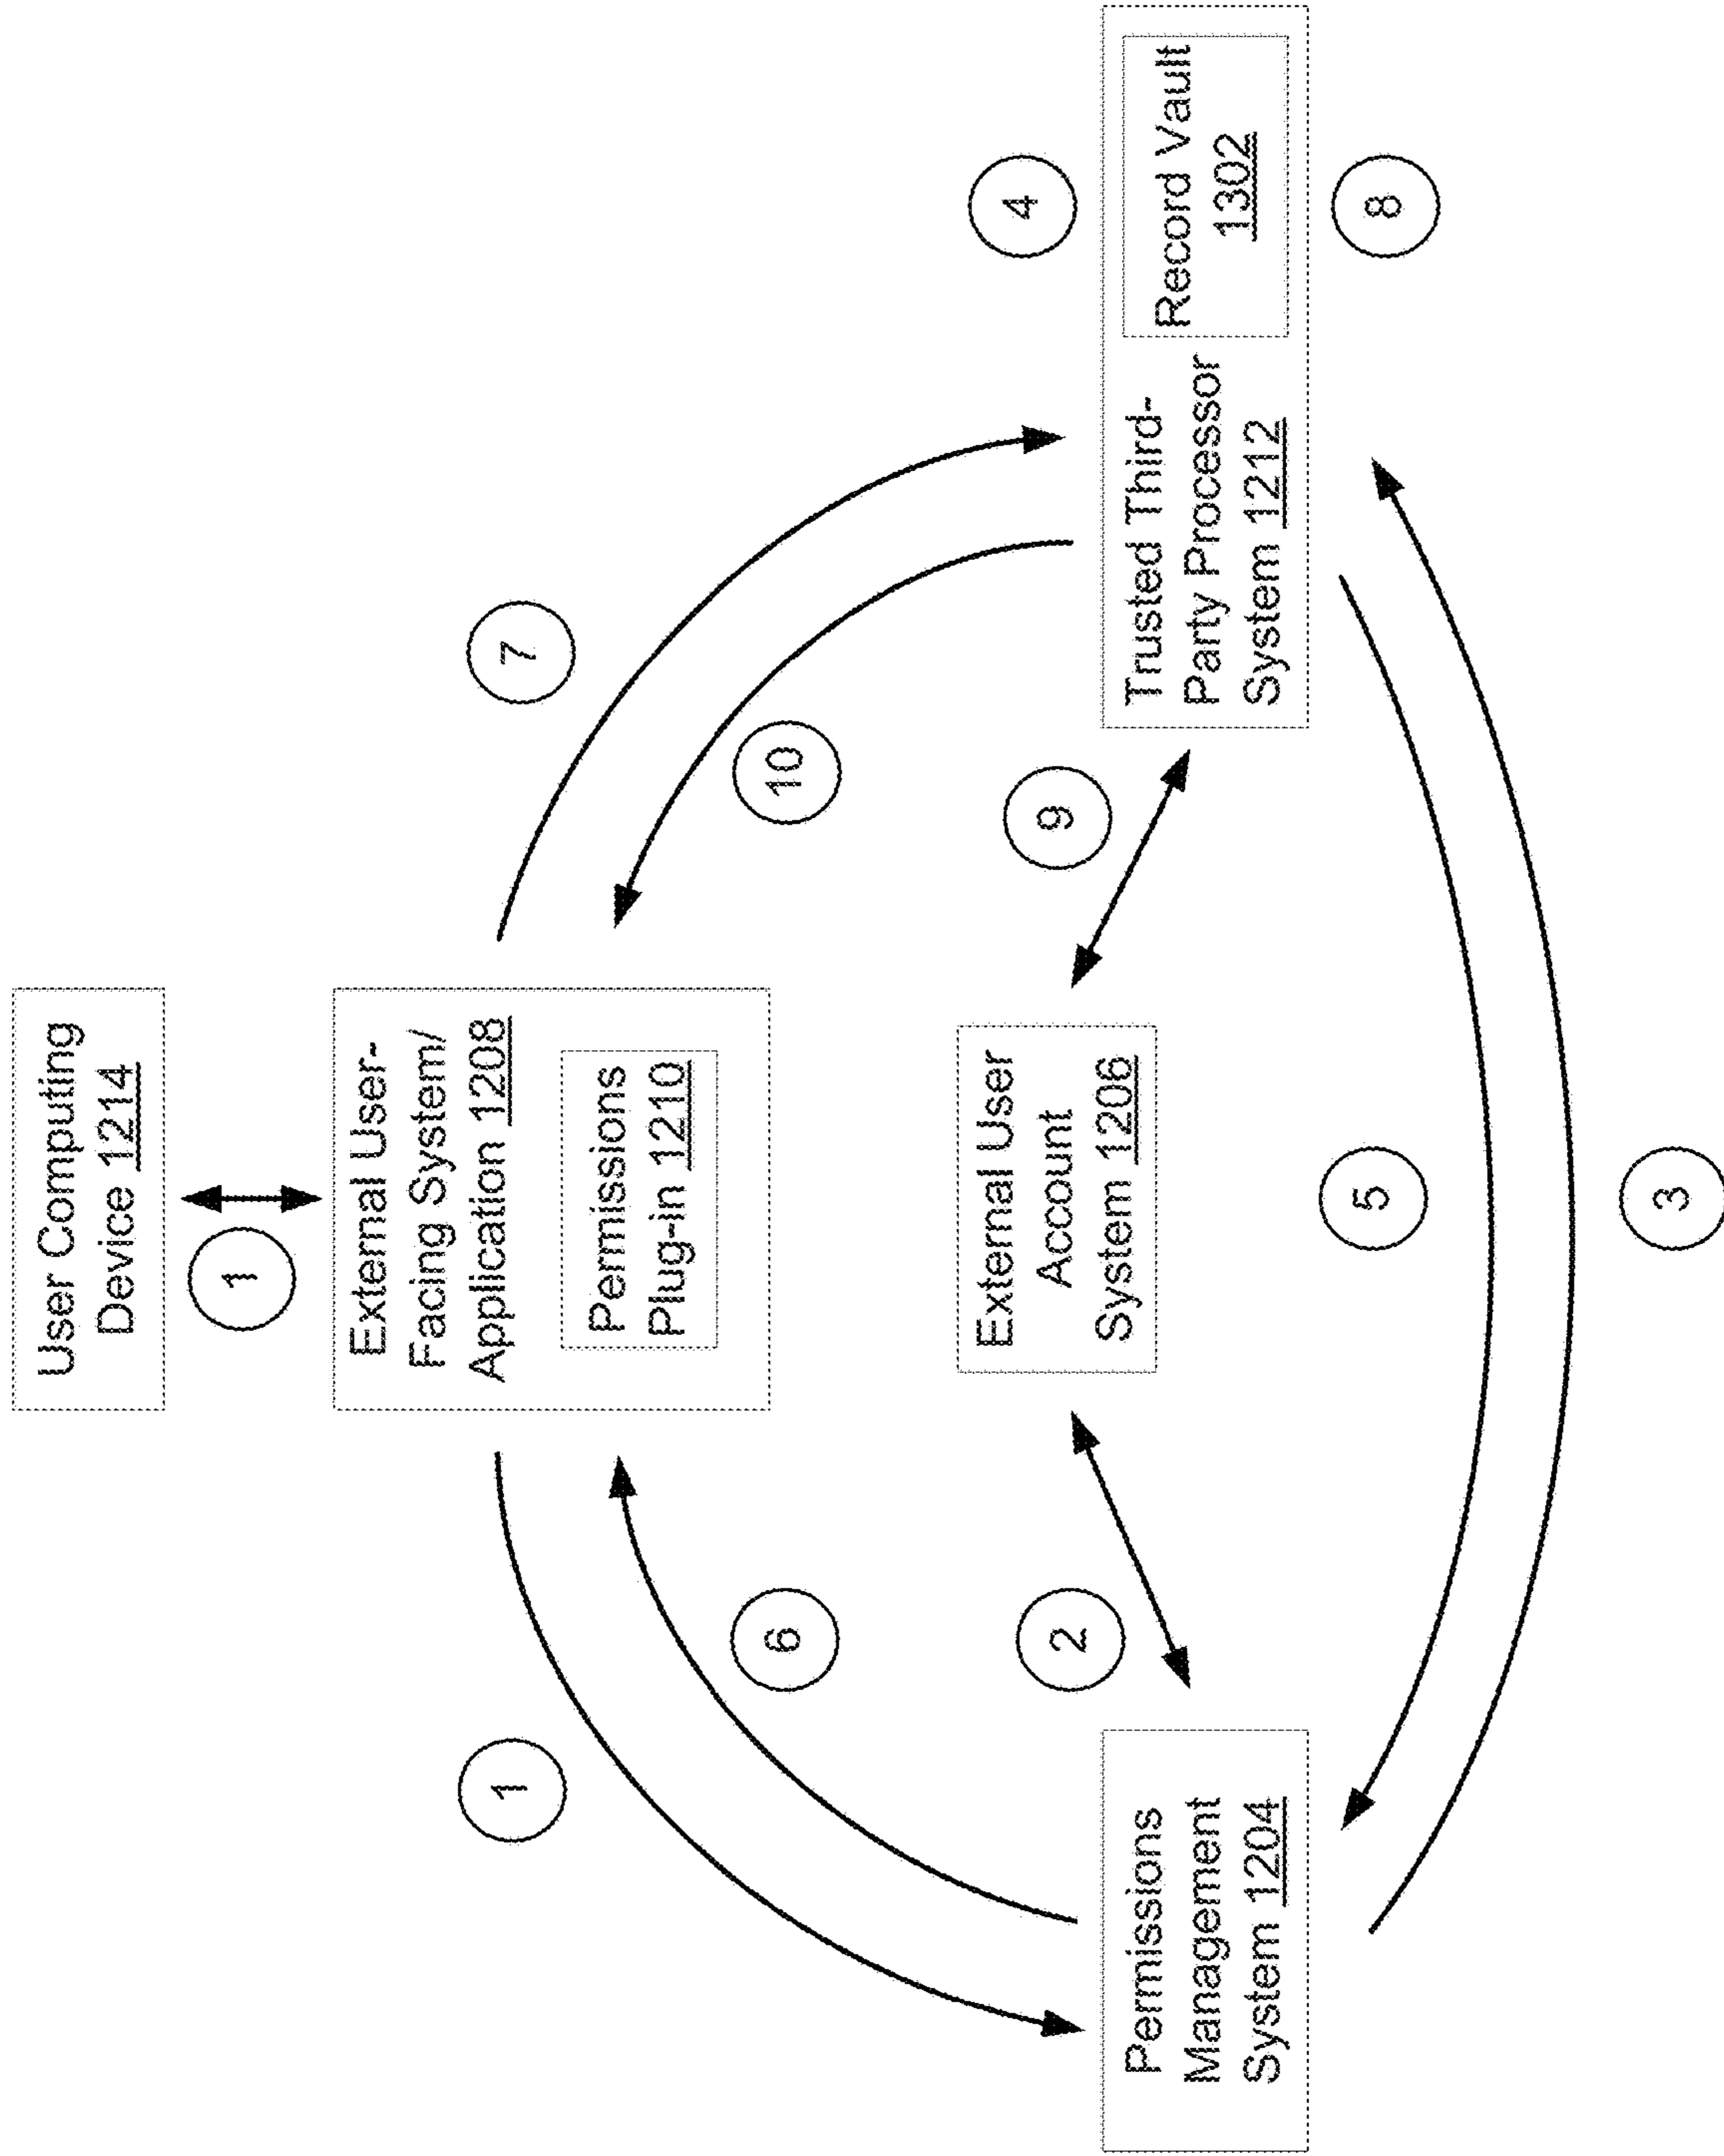 User Computing
Device 1214
1
External User-
Facing System/
Application 1208
Permissions
Plug-in 1210
1
6
7
10
External User
Account
System 1206
2
9
Permissions
Management
System 1204
Trusted Third-
Party Processor
System 1212
Record Vault
1302
4
8
5
3